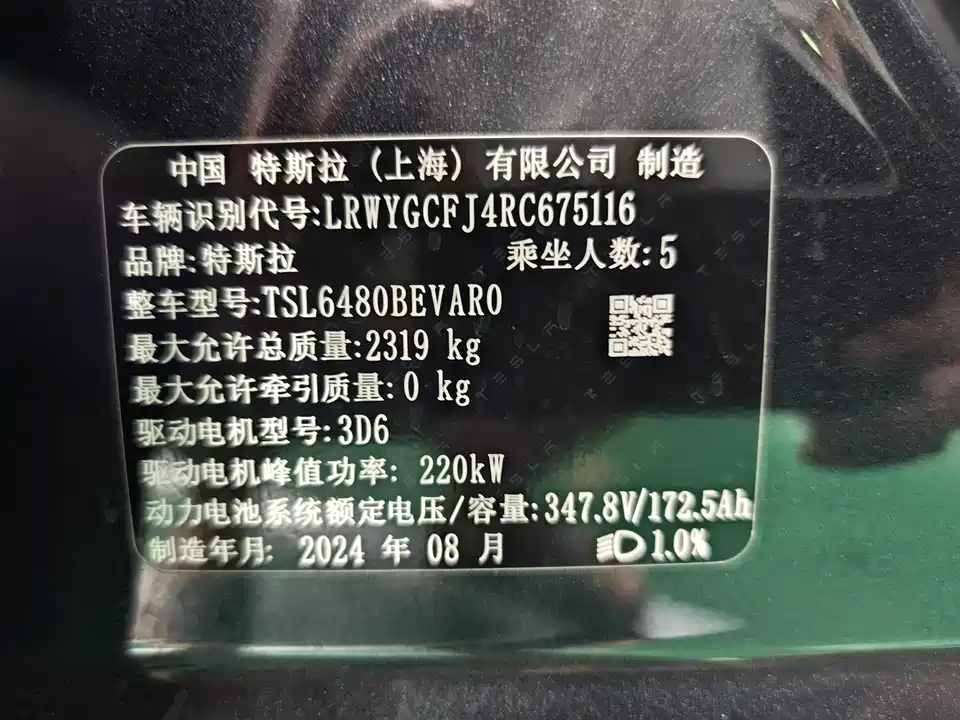 中国 特斯拉 (上海) 有限公司 制造
车辆识别代号:LRWYGCFJ4RC675116
品牌:特斯拉 乘坐人数:5
整车型号:TSL6480BEVAR0
最大允许总质量:2319 kg
最大允许牵引质量:0 kg
驱动电机型号:3D6
驱动电机峰值功率: 220kW
动力电池系统额定电压/容量:347.8V/172.5Ah
制造年月: 2024 年 08 月 1.0%